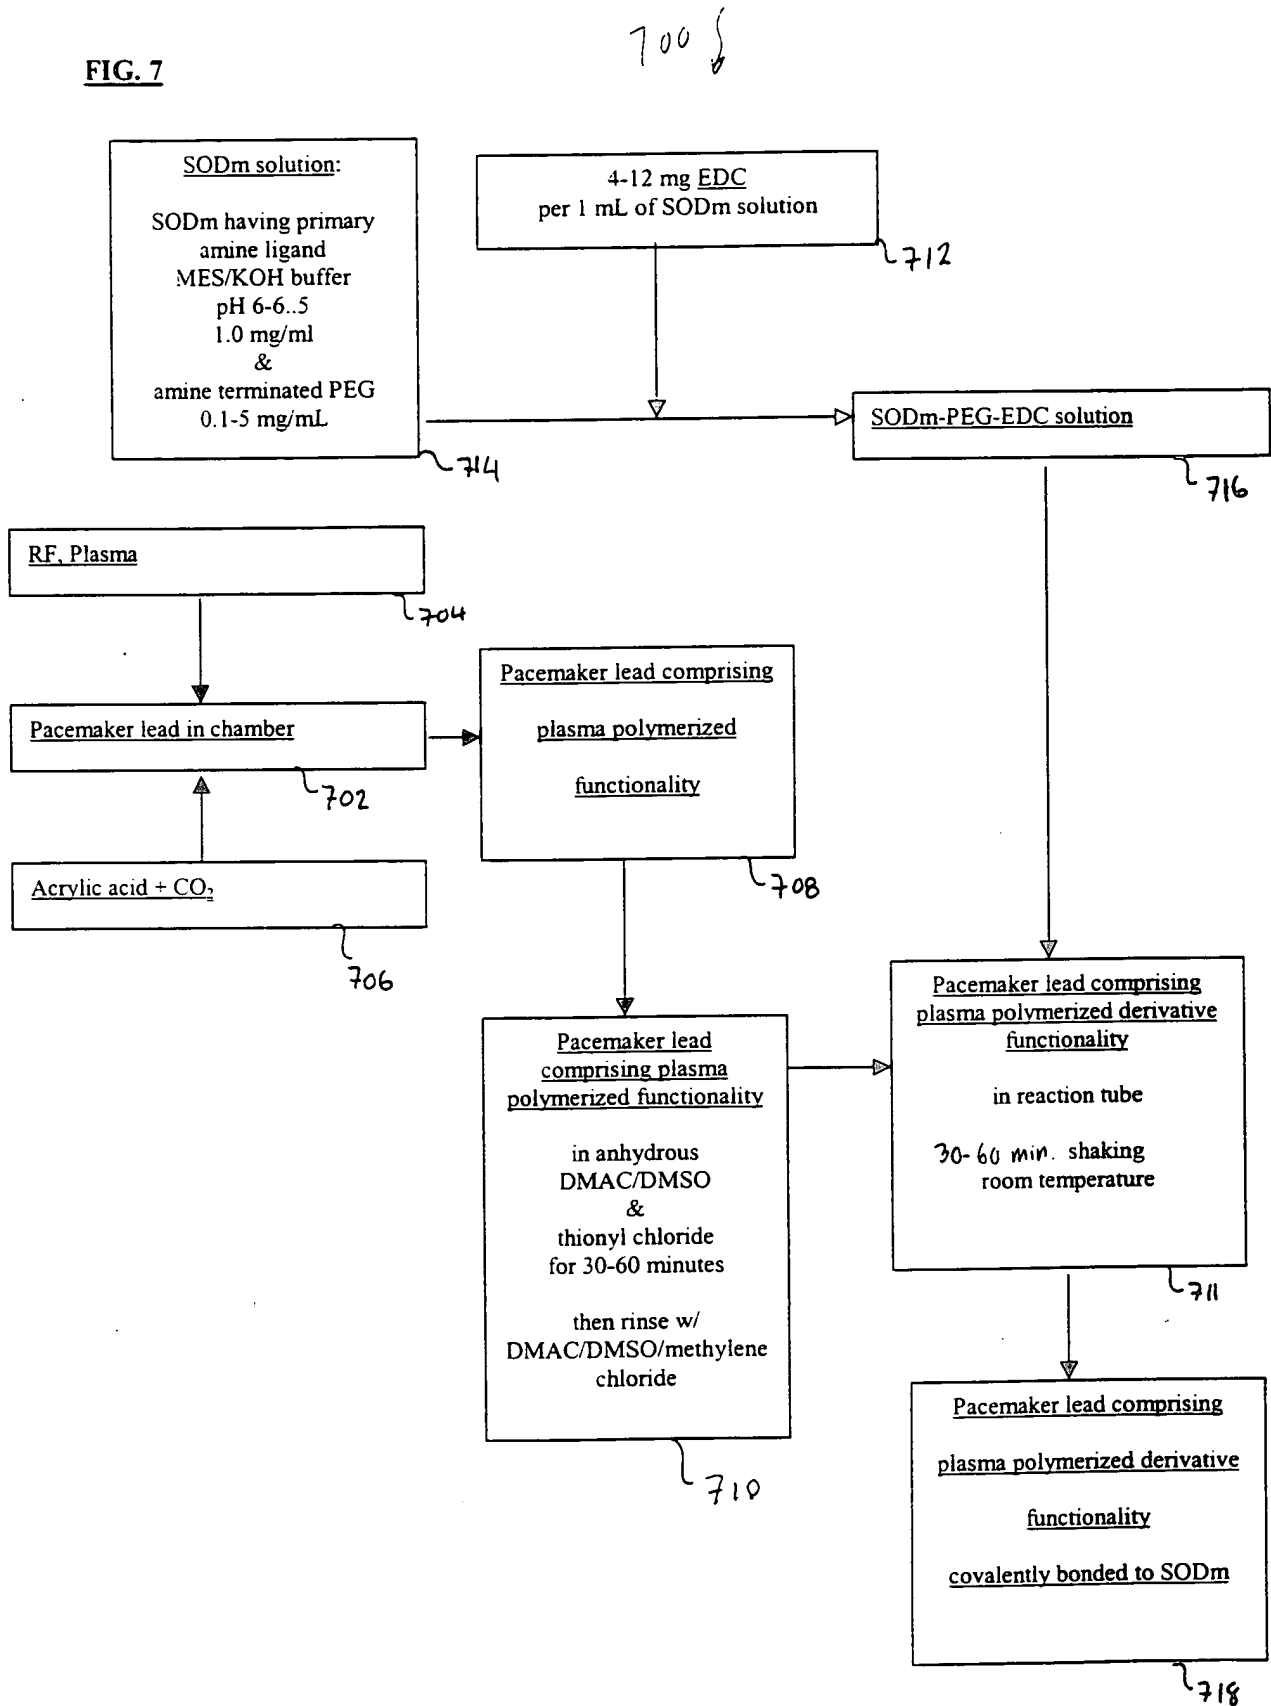 700
FIG. 7
SODm solution:
SODm having primary
amine ligand
MES/KOH buffer
pH 6-6..5
1.0 mg/ml
&
amine terminated PEG
0.1-5 mg/mL
714
4-12 mg EDC
per 1 mL of SODm solution
712
SODm-PEG-EDC solution
716
RF, Plasma
704
Pacemaker lead in chamber
702
Acrylic acid + CO₂
706
Pacemaker lead comprising
plasma polymerized
functionality
708
Pacemaker lead
comprising plasma
polymerized functionality
in anhydrous
DMAC/DMSO
&
thionyl chloride
for 30-60 minutes
then rinse w/
DMAC/DMSO/methylene
chloride
710
Pacemaker lead comprising
plasma polymerized derivative
functionality
in reaction tube
30-60 min. shaking
room temperature
711
Pacemaker lead comprising
plasma polymerized derivative
functionality
covalently bonded to SODm
718